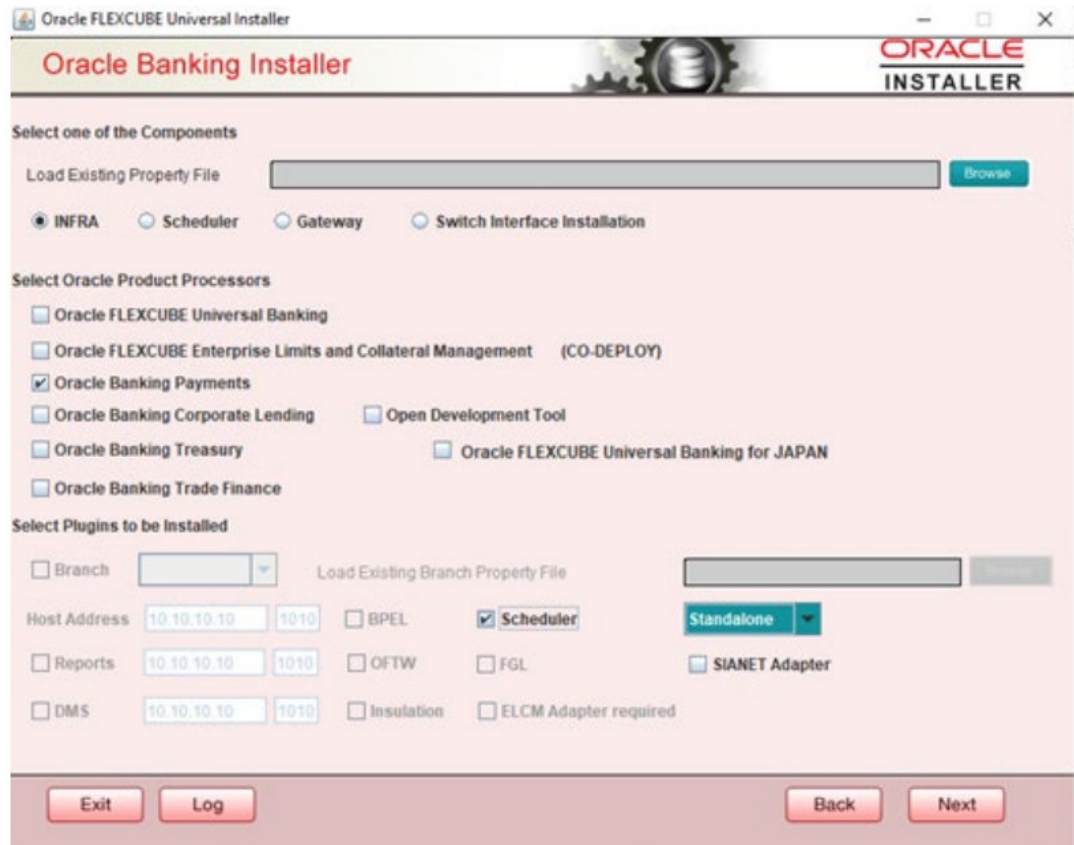 Oracle FLEXCUBE Universal Installer
Oracle Banking Installer
ORACLE
INSTALLER
Select one of the Components
Load Existing Property File Browse
INFRA Scheduler Gateway Switch Interface Installation
Select Oracle Product Processors
Oracle FLEXCUBE Universal Banking
Oracle FLEXCUBE Enterprise Limits and Collateral Management (CO-DEPLOY)
Oracle Banking Payments
Oracle Banking Corporate Lending Open Development Tool
Oracle Banking Treasury Oracle FLEXCUBE Universal Banking for JAPAN
Oracle Banking Trade Finance
Select Plugins to be Installed
Branch Load Existing Branch Property File
Host Address 10.10.10.10 1010 BPEL Scheduler Standalone
Reports 10.10.10.10 1010 OFTW FGL SIANET Adapter
DMS 10.10.10.10 1010 Insulation ELCM Adapter required
Exit Log Back Next